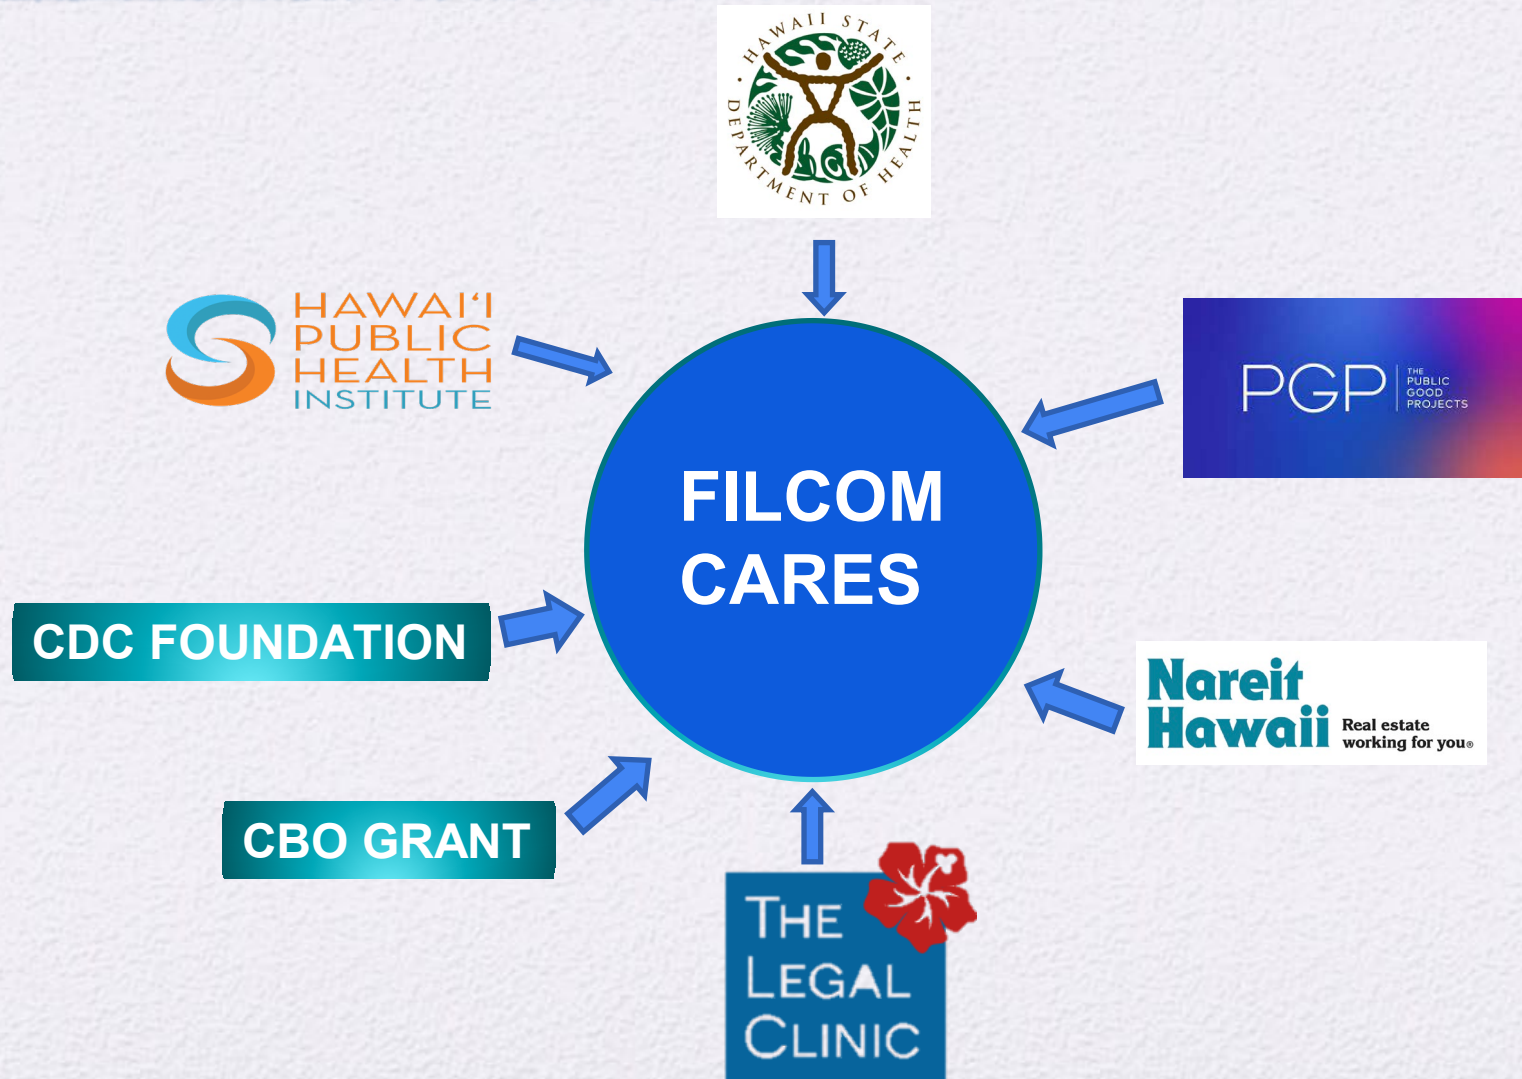 HAWAII STATE
DEPARTMENT OF HEALTH
HAWAIʻI
PUBLIC
HEALTH
INSTITUTE
PGP
THE
PUBLIC
GOOD
PROJECTS
FILCOM
CARES
CDC FOUNDATION
Nareit
Hawaii
Real estate
working for you®
CBO GRANT
THE
LEGAL
CLINIC